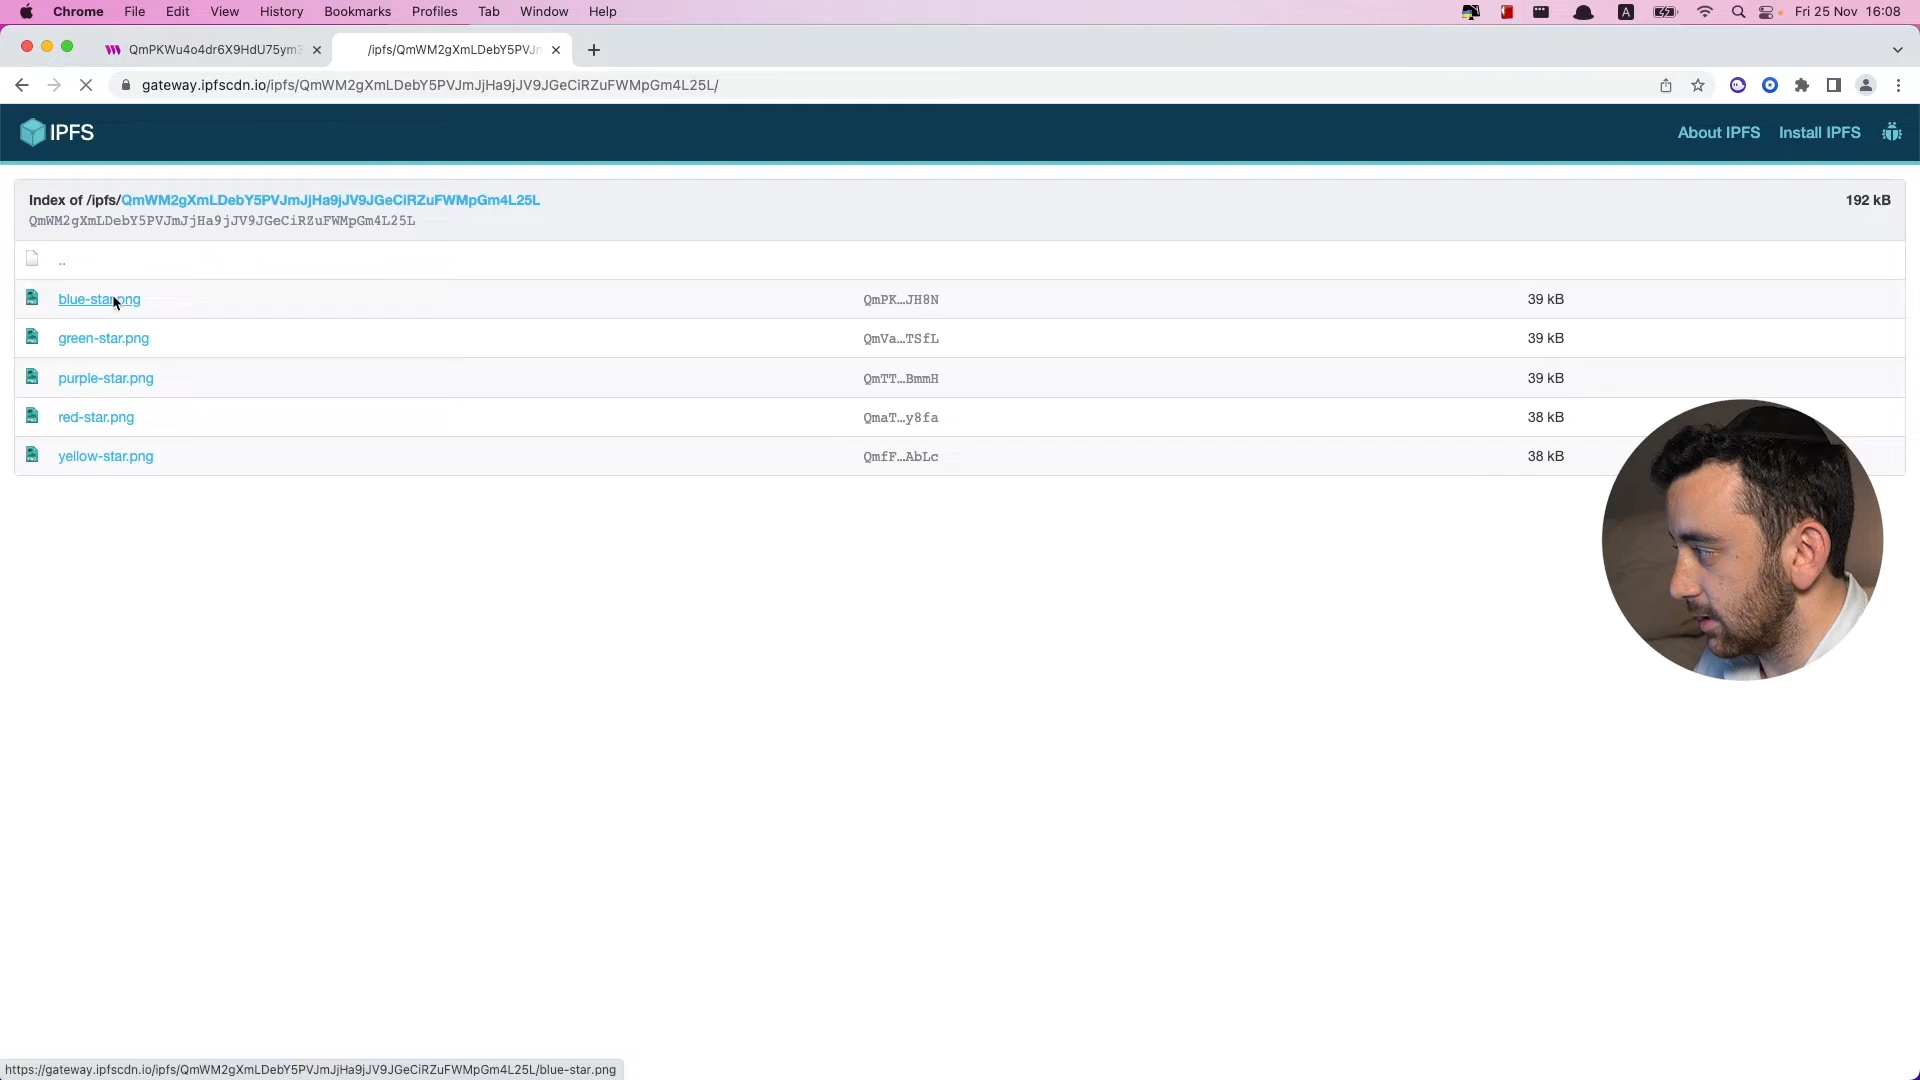 Chrome File Edit View History Bookmarks Profiles Tab Window Help A Fri 25 Nov 16:08
QmPKWu4o4dr6X9HdU75ym3 /ipfs/QmWM2gXmLDebY5PVJm
gateway.ipfscdn.io/ipfs/QmWM2gXmLDebY5PVJmJjHa9jJV9JGeCiRZuFWMpGm4L25L/
IPFS About IPFS Install IPFS
Index of /ipfs/QmWM2gXmLDebY5PVJmJjHa9jJV9JGeCiRZuFWMpGm4L25L 192 kB
QmWM2gXmLDebY5PVJmJjHa9jJV9JGeCiRZuFWMpGm4L25L
..
blue-star.png QmPK…JH8N 39 kB
green-star.png QmVa…TSfL 39 kB
purple-star.png QmTT…BmmH 39 kB
red-star.png QmaT…y8fa 38 kB
yellow-star.png QmfF…AbLc 38 kB
https://gateway.ipfscdn.io/ipfs/QmWM2gXmLDebY5PVJmJjHa9jJV9JGeCiRZuFWMpGm4L25L/blue-star.png